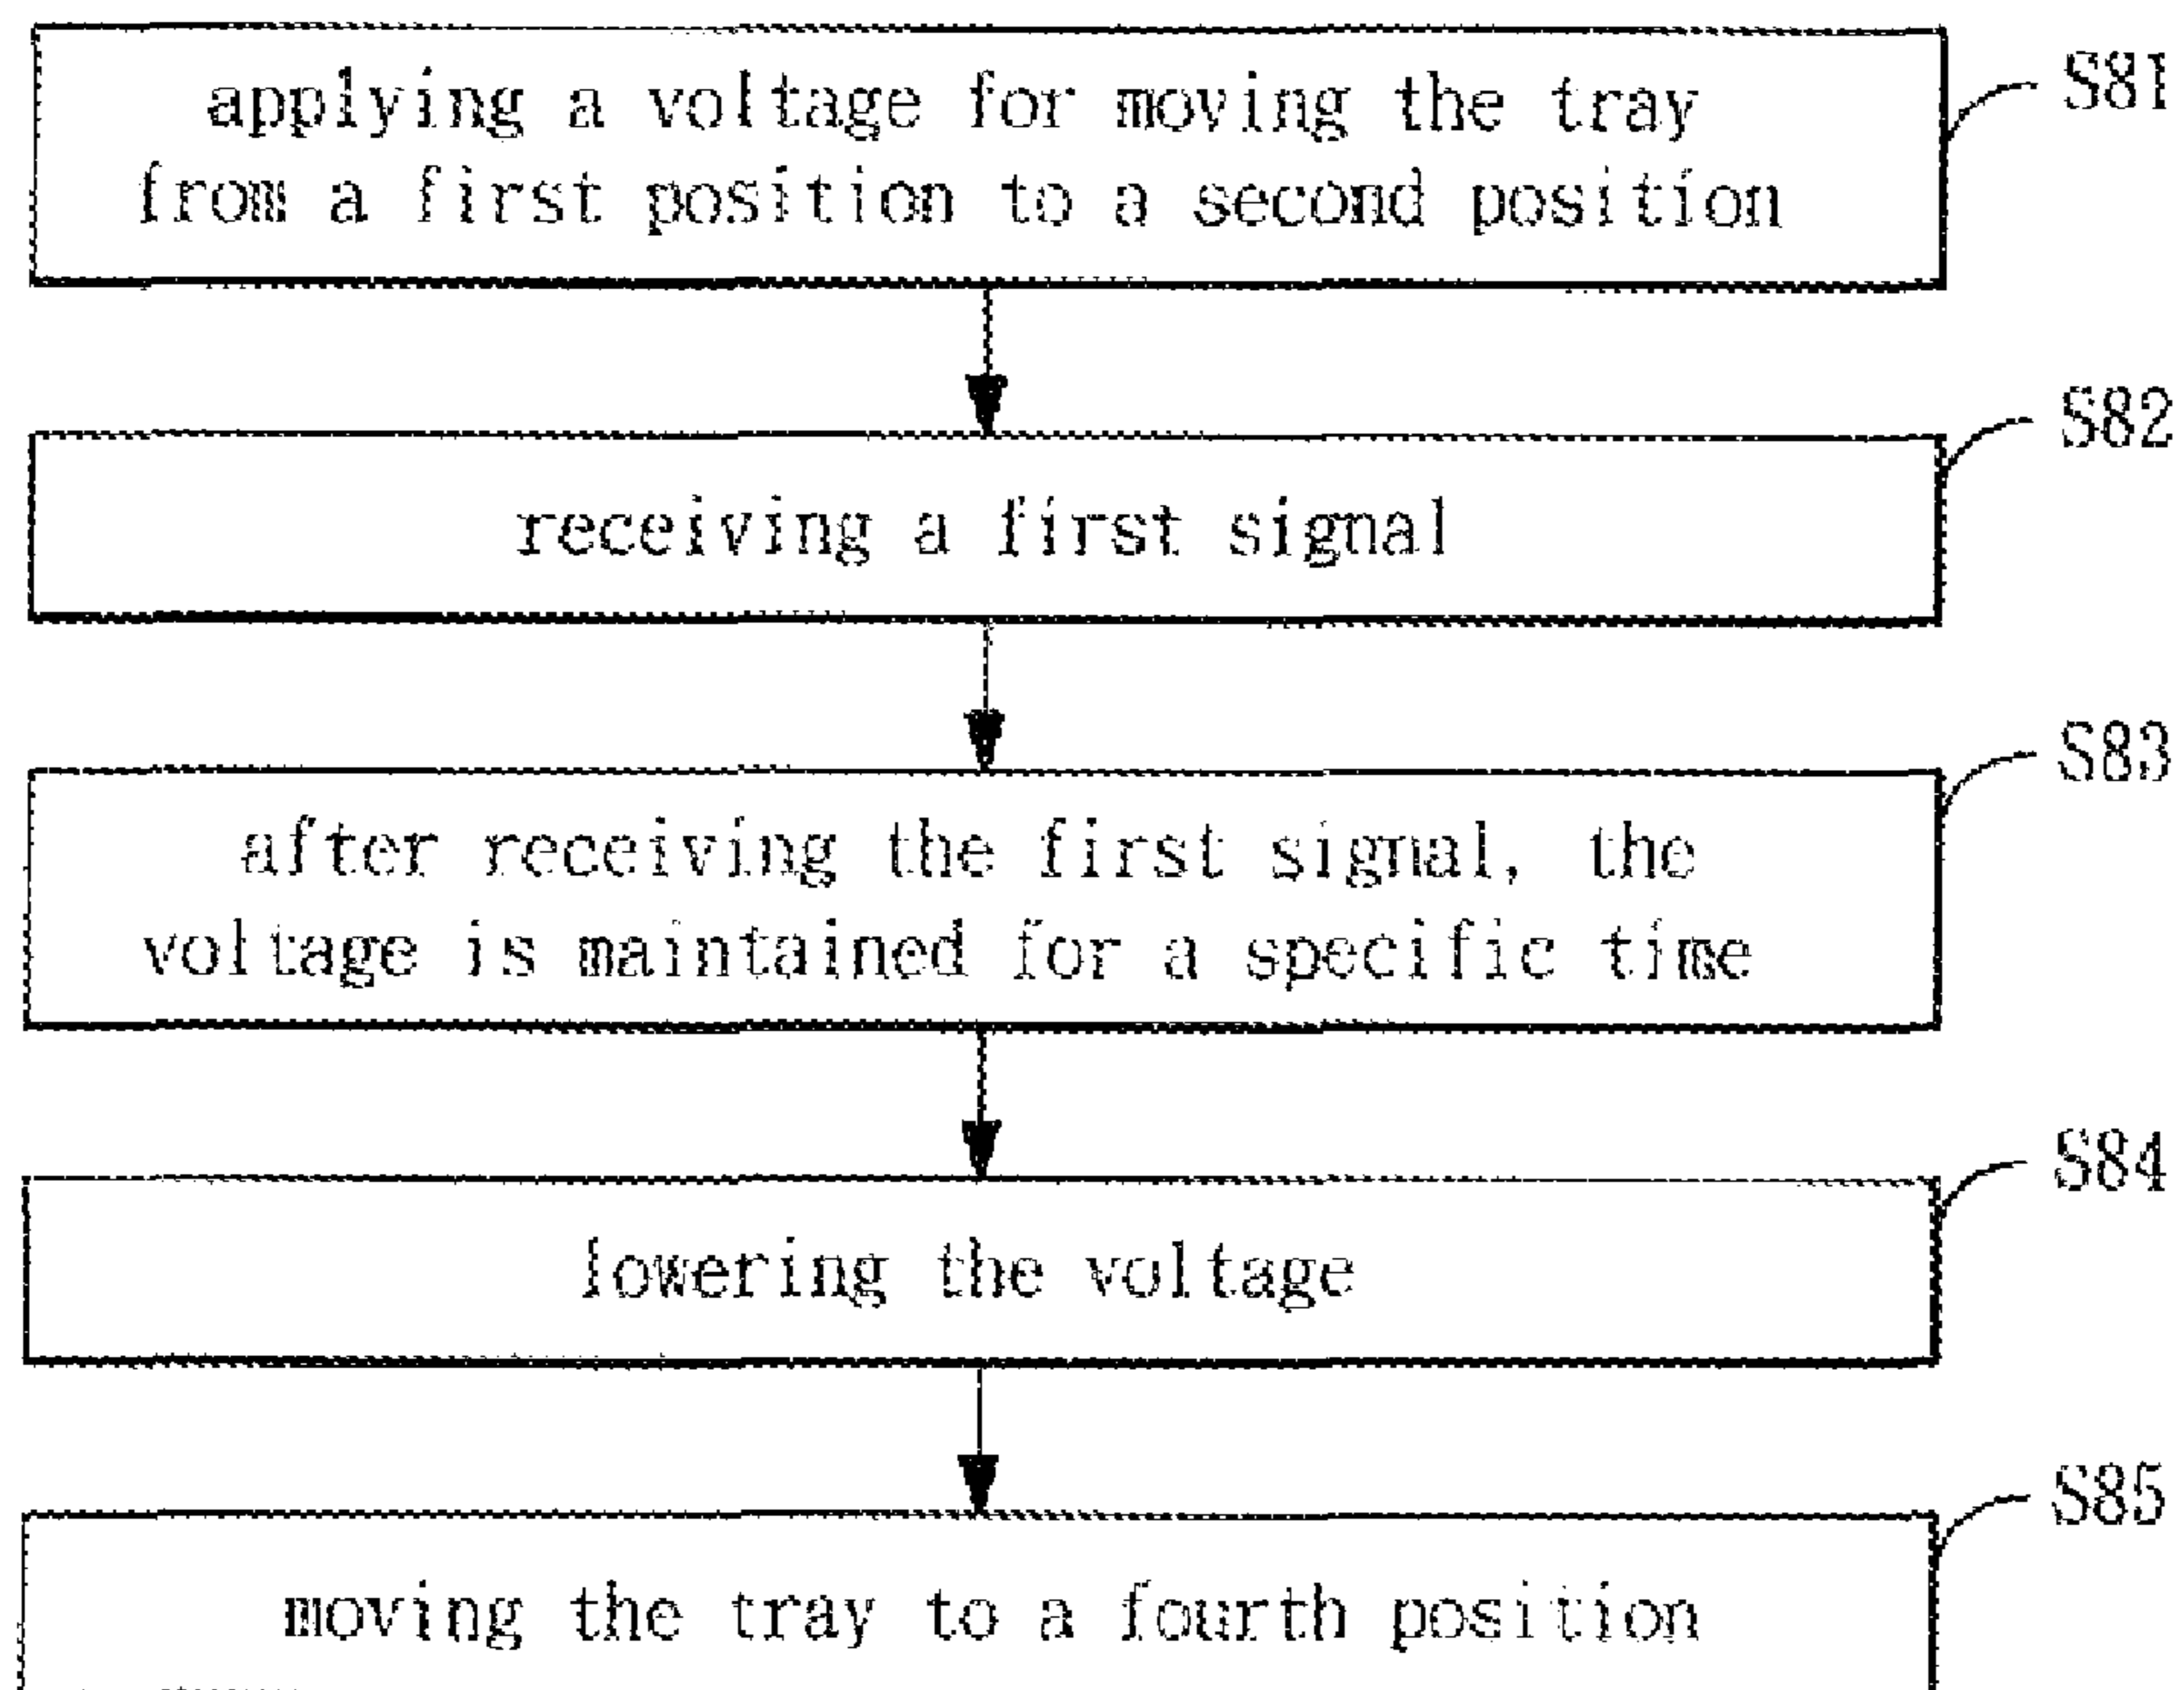 applying a voltage for moving the tray
from a first position to a second position
S81
receiving a first signal
S82
after receiving the first signal, the
voltage is maintained for a specific time
S83
lowering the voltage
S84
moving the tray to a fourth position
S85